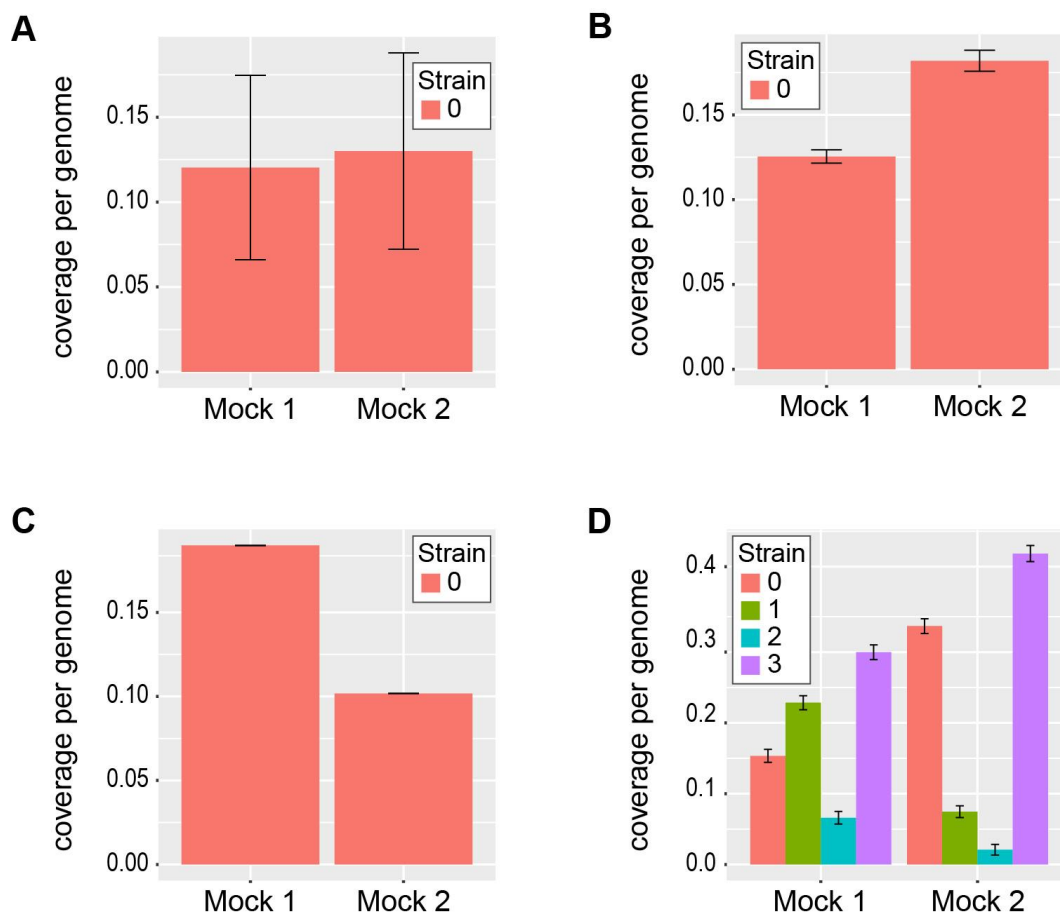 A
coverage per genome
0.15
0.10
0.05
0.00
Strain
0
Mock 1 Mock 2
B
coverage per genome
0.15
0.10
0.05
0.00
Strain
0
Mock 1 Mock 2
C
coverage per genome
0.15
0.10
0.05
0.00
Strain
0
Mock 1 Mock 2
D
coverage per genome
0.4
0.3
0.2
0.1
0.0
Strain
0
1
2
3
Mock 1 Mock 2